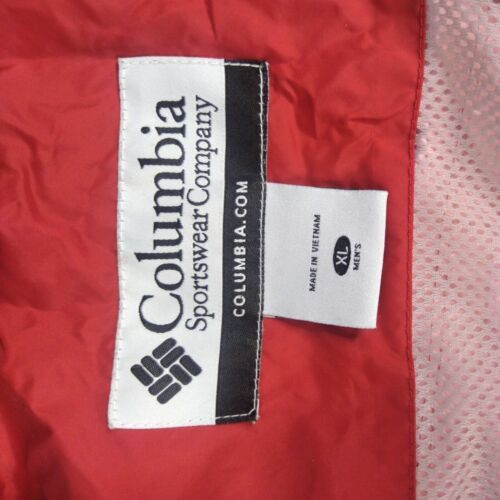 Columbia
Sportswear Company
COLUMBIA.COM
MADE IN VIETNAM
XL
MEN'S